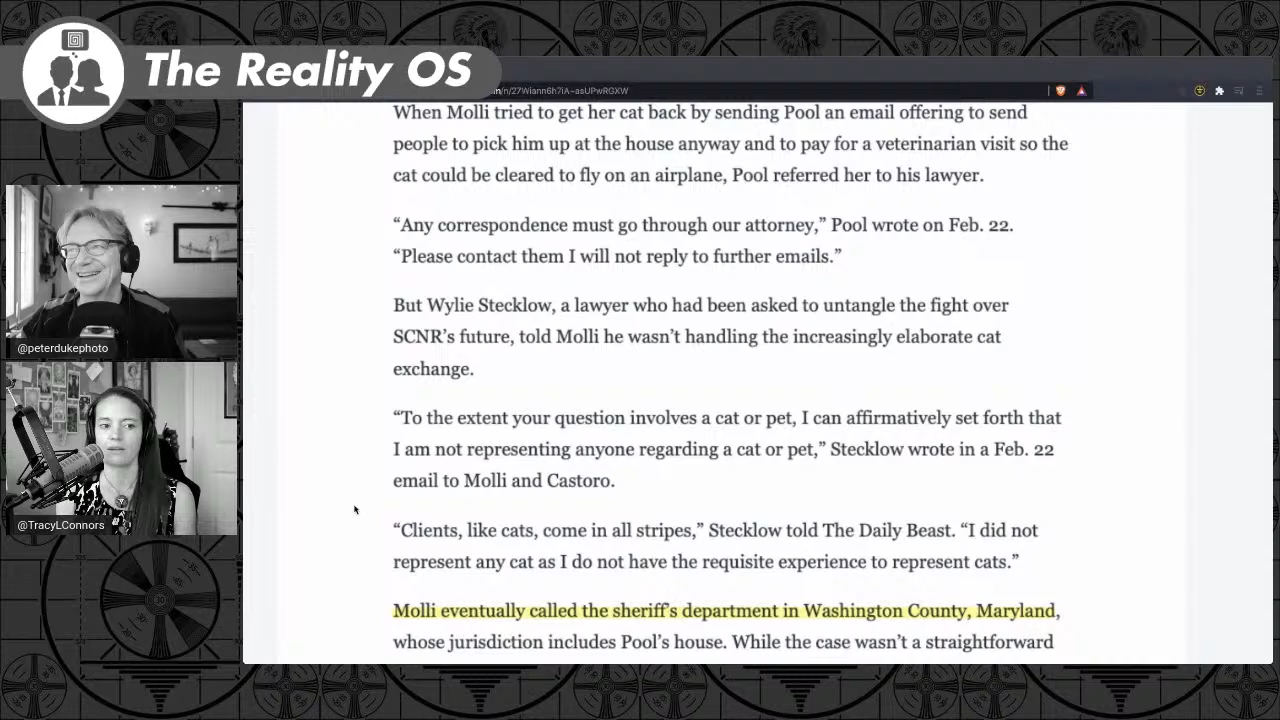 The Reality OS
n/27Wiann6h7iA-asUPwRGXW
When Molli tried to get her cat back by sending Pool an email offering to send
people to pick him up at the house anyway and to pay for a veterinarian visit so the
cat could be cleared to fly on an airplane, Pool referred her to his lawyer.
“Any correspondence must go through our attorney,” Pool wrote on Feb. 22.
“Please contact them I will not reply to further emails.”
But Wylie Stecklow, a lawyer who had been asked to untangle the fight over
SCNR’s future, told Molli he wasn’t handling the increasingly elaborate cat
exchange.
“To the extent your question involves a cat or pet, I can affirmatively set forth that
I am not representing anyone regarding a cat or pet,” Stecklow wrote in a Feb. 22
email to Molli and Castoro.
“Clients, like cats, come in all stripes,” Stecklow told The Daily Beast. “I did not
represent any cat as I do not have the requisite experience to represent cats.”
Molli eventually called the sheriff’s department in Washington County, Maryland,
whose jurisdiction includes Pool’s house. While the case wasn’t a straightforward
@peterdukephoto
@TracyLConnors